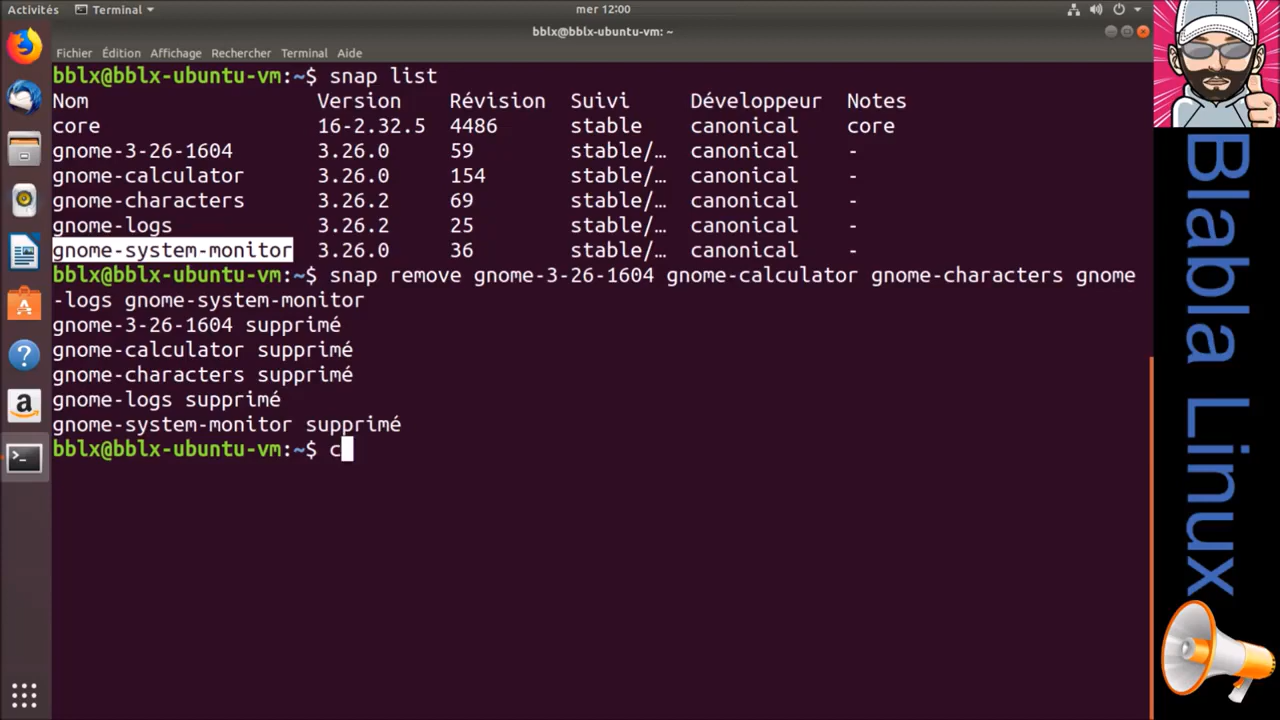 Activités Terminal mer 12:00
bblx@bblx-ubuntu-vm: ~
Fichier Édition Affichage Rechercher Terminal Aide
bblx@bblx-ubuntu-vm:~$ snap list
Nom Version Révision Suivi Développeur Notes
core 16-2.32.5 4486 stable canonical core
gnome-3-26-1604 3.26.0 59 stable/… canonical -
gnome-calculator 3.26.0 154 stable/… canonical -
gnome-characters 3.26.2 69 stable/… canonical -
gnome-logs 3.26.2 25 stable/… canonical -
gnome-system-monitor 3.26.0 36 stable/… canonical -
bblx@bblx-ubuntu-vm:~$ snap remove gnome-3-26-1604 gnome-calculator gnome-characters gnome
-logs gnome-system-monitor
gnome-3-26-1604 supprimé
gnome-calculator supprimé
gnome-characters supprimé
gnome-logs supprimé
gnome-system-monitor supprimé
bblx@bblx-ubuntu-vm:~$ c
Blabla Linux